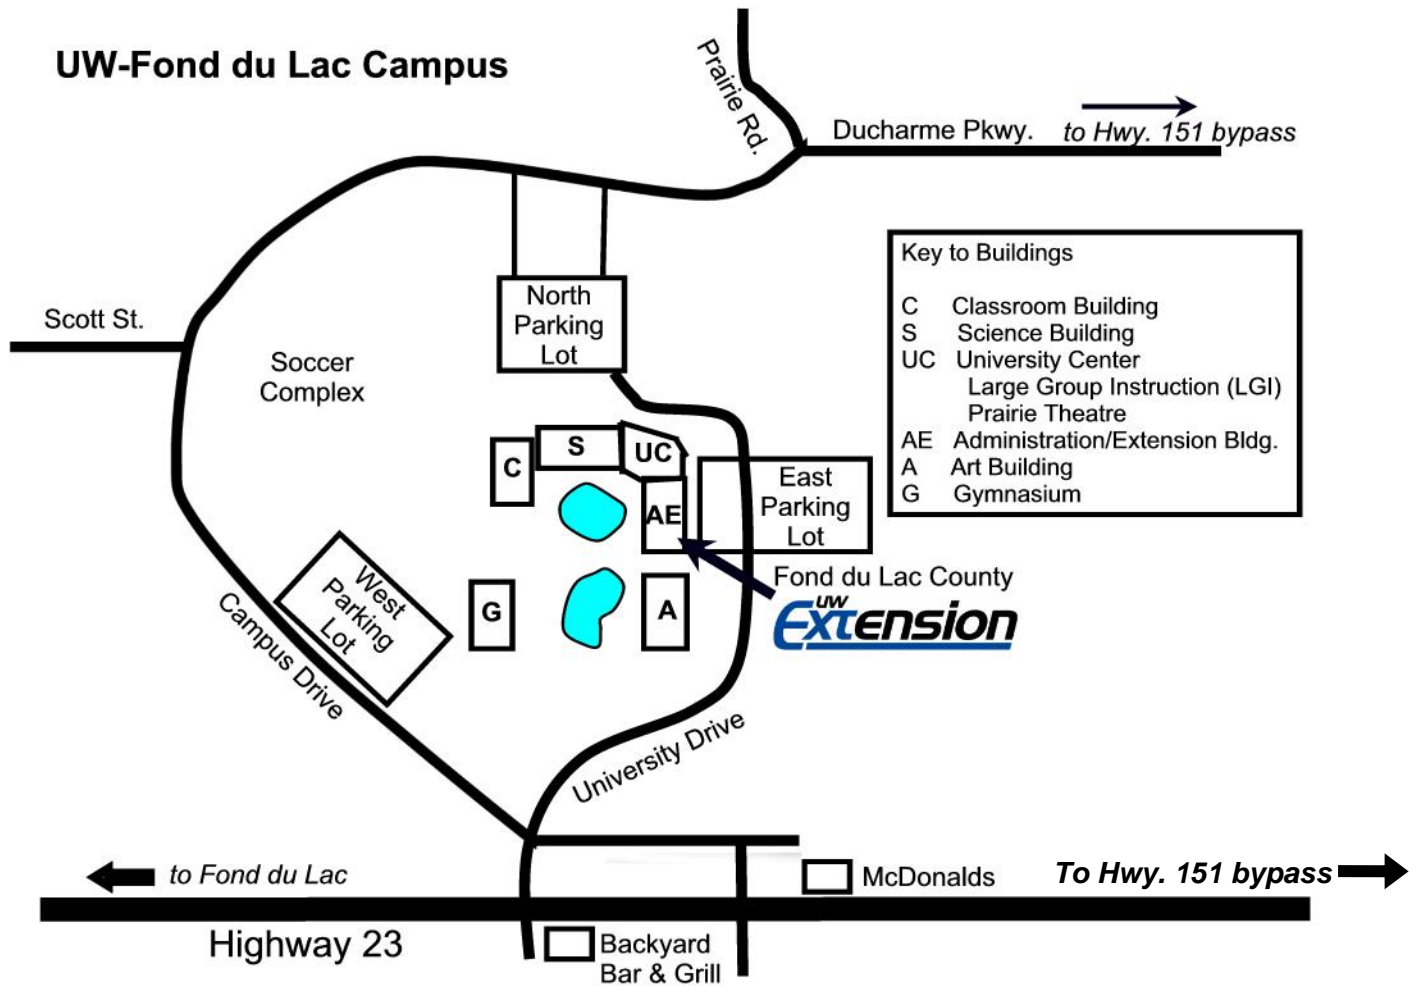 UW-Fond du Lac Campus
Prairie Rd.
Ducharme Pkwy.
to Hwy. 151 bypass
Key to Buildings
C Classroom Building
S Science Building
UC University Center
Large Group Instruction (LGI)
Prairie Theatre
AE Administration/Extension Bldg.
A Art Building
G Gymnasium
North
Parking
Lot
Scott St.
Soccer
Complex
C
S
UC
AE
East
Parking
Lot
Fond du Lac County
UW
Extension
West
Parking
Lot
G
A
Campus Drive
University Drive
to Fond du Lac
McDonalds
To Hwy. 151 bypass
Highway 23
Backyard
Bar & Grill